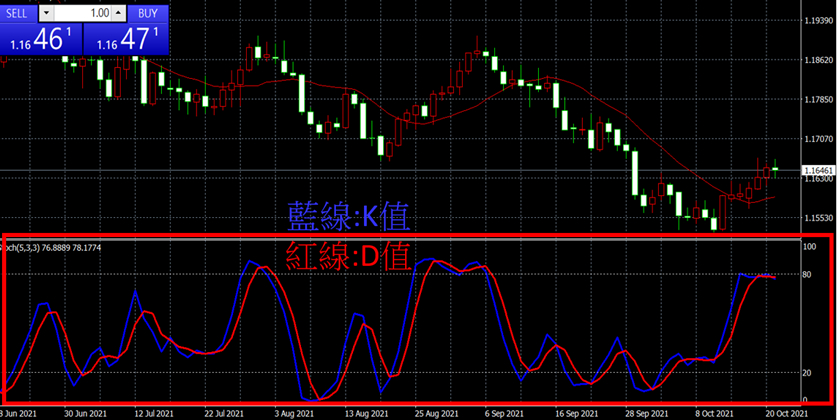 SELL 1.00 BUY
1.16 46 1 1.16 47 1
1.19390
1.18620
1.17850
1.17070
1.16461
1.16300
1.15530
藍線:K值
紅線:D值
Stoch(5,3,3) 76.8889 78.1774
100
80
20
0
8 Jun 2021 30 Jun 2021 12 Jul 2021 22 Jul 2021 3 Aug 2021 13 Aug 2021 25 Aug 2021 6 Sep 2021 16 Sep 2021 28 Sep 2021 8 Oct 2021 20 Oct 2021